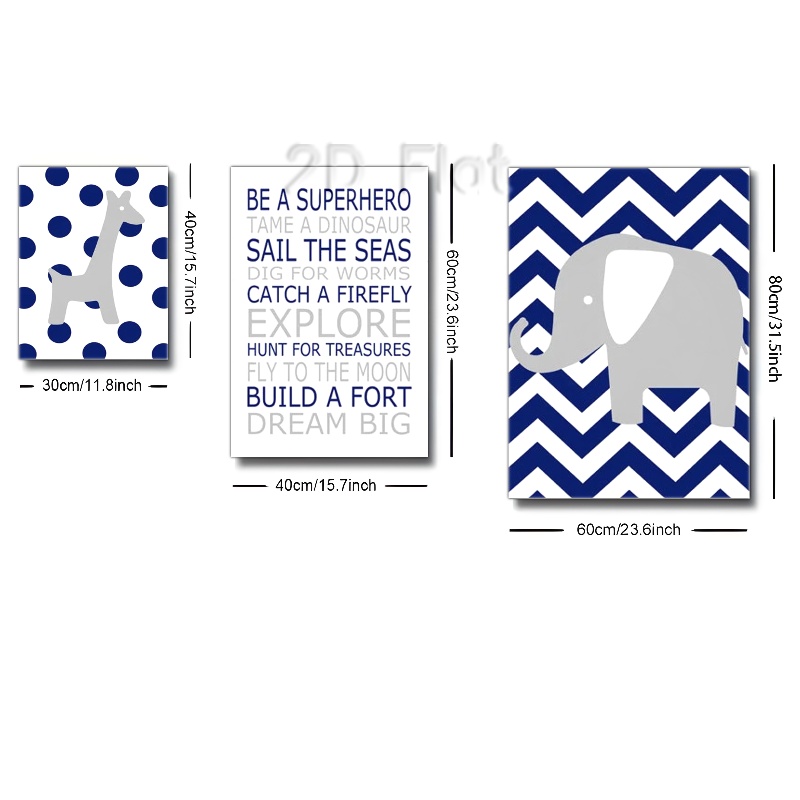 2D Flat
BE A SUPERHERO
TAME A DINOSAUR
SAIL THE SEAS
DIG FOR WORMS
CATCH A FIREFLY
EXPLORE
HUNT FOR TREASURES
FLY TO THE MOON
BUILD A FORT
DREAM BIG
40cm/15.7inch
30cm/11.8inch
60cm/23.6inch
40cm/15.7inch
80cm/31.5inch
60cm/23.6inch